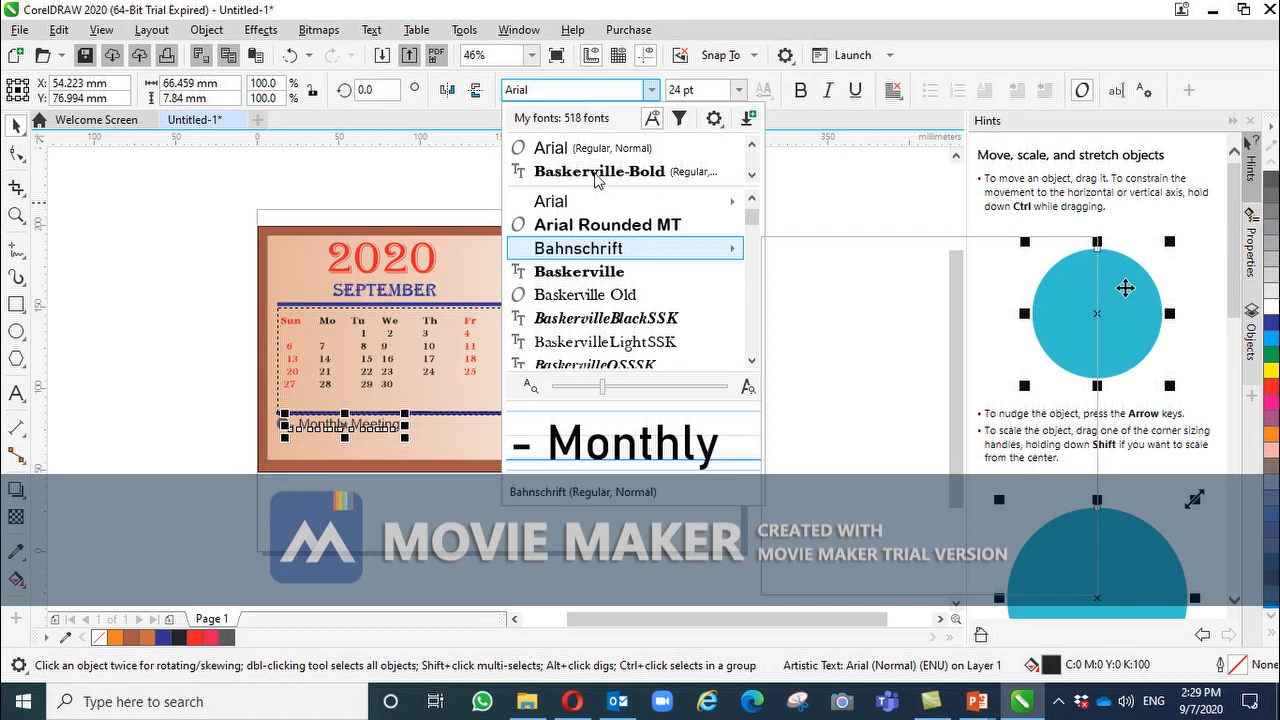 CorelDRAW 2020 (64-Bit Trial Expired) - Untitled-1*
File Edit View Layout Object Effects Bitmaps Text Table Tools Window Help Purchase
PDF 46% Snap To Launch
X: 54.223 mm 66.459 mm 100.0 %
Y: 76.994 mm 7.84 mm 100.0 %
0.0
Arial 24 pt
B I U
ab
Welcome Screen Untitled-1*
100 50 0 50 100 350 millimeters
My fonts: 518 fonts
Arial (Regular, Normal)
Baskerville-Bold (Regular,...
Arial
Arial Rounded MT
Bahnschrift
Baskerville
Baskerville Old
BaskervilleBlackSSK
BaskervilleLightSSK
BaskervilleOSSSK
- Monthly
Bahnschrift (Regular, Normal)
2020
SEPTEMBER
Sun Mo Tu We Th Fr
1 2 3 4
6 7 8 9 10 11
13 14 15 16 17 18
20 21 22 23 24 25
27 28 29 30
- Monthly Meeting
Hints
Move, scale, and stretch objects
• To move an object, drag it. To constrain the
movement to the horizontal or vertical axis, hold
down Ctrl while dragging.
• To nudge the object, press the Arrow keys.
• To scale the object, drag one of the corner sizing
handles, holding down Shift if you want to scale
from the center.
Hints
Properties
Objects
MOVIE MAKER
CREATED WITH
MOVIE MAKER TRIAL VERSION
1 of 1 Page 1
Click an object twice for rotating/skewing; dbl-clicking tool selects all objects; Shift+click multi-selects; Alt+click digs; Ctrl+click selects in a group
Artistic Text: Arial (Normal) (ENU) on Layer 1
C:0 M:0 Y:0 K:100
None
Type here to search
ENG
2:29 PM
9/7/2020